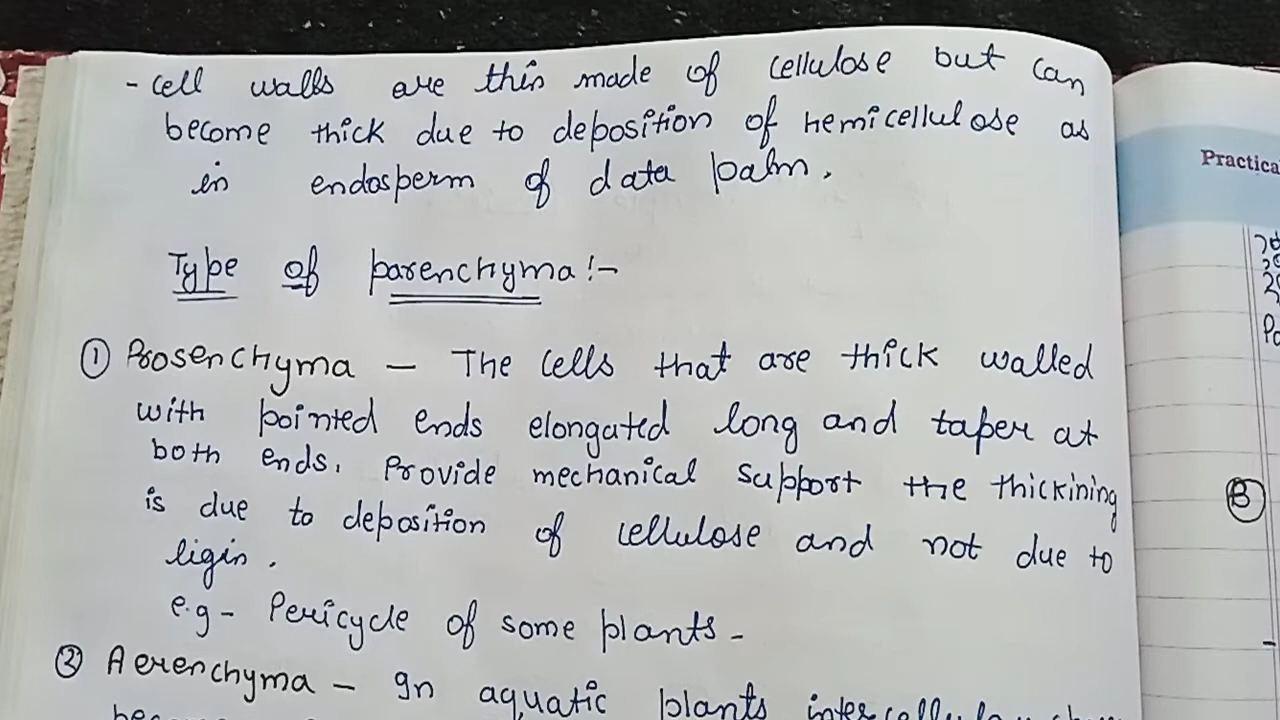 - cell walls are thin made of cellulose but can
become thick due to deposition of hemicellulose as
in endosperm of data palm.
Type of parenchyma :-
① Prosenchyma - The cells that are thick walled
with pointed ends elongated long and taper at
both ends. Provide mechanical support the thickining
is due to deposition of cellulose and not due to
ligin.
e.g - Pericycle of some plants -
② Aerenchyma - In aquatic plants
Practica
B